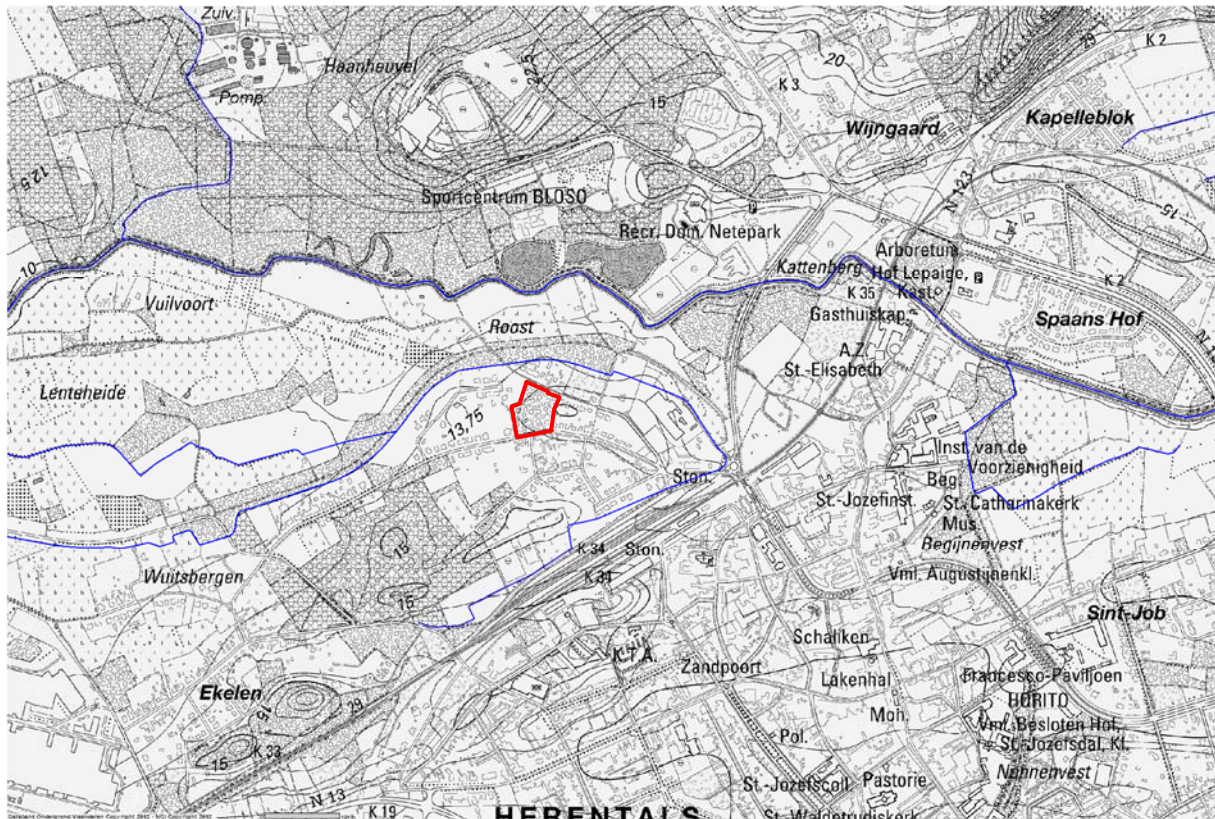 Zuiv.
Pomp.
Haanheuvel
22,5
15
20
K 3
29
K 2
Wijngaard
Kapelleblok
12,5
Sportcentrum BLOSO
N 123
15
Recr. Dom. Netepark
P
10
Arboretum
Kattenberg
Hof Lepaige,
P
K 2
Vuilvoort
K 35
Kast.
Roost
Gasthuiskap.
Spaans Hof
A.Z.
St.-Elisabeth
Lenteheide
13,75
Inst. van de
Voorzienigheid
Ston.
Beg.
St.-Jozefinst.
St.-Catharinakerk
Mus.
Begijnenvest
15
K 34
Ston.
K 34
Wuitsbergen
Vml. Augustijnenkl.
15
Sint-Job
Schaliken
K.T.A.
Zandpoort
Francesco-Paviljoen
Lakenhal
Ekelen
15
29
HORITO
Moh.
Vml. Besloten Hof,
K 33
Pol.
St.-Jozefsdal, Kl.
15
Nonnenvest
St.-Jozefscoll.
Pastorie
N 13
K 19
HERENTALS
St.-Waldetrudiskerk